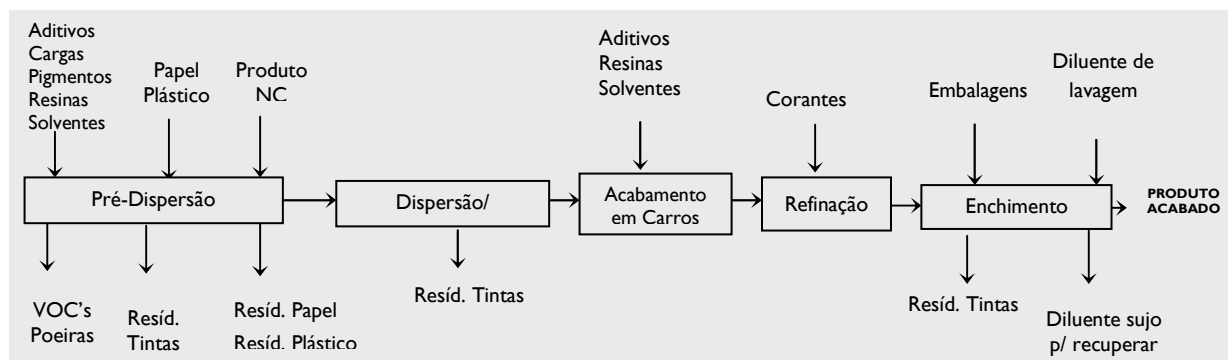 Aditivos
Cargas
Pigmentos
Resinas
Solventes
Papel
Plástico
Produto
NC
Aditivos
Resinas
Solventes
Corantes
Embalagens
Diluente de
lavagem
Pré-Dispersão
Dispersão/
Acabamento
em Carros
Refinação
Enchimento
PRODUTO
ACABADO
VOC's
Poeiras
Resíd.
Tintas
Resíd. Papel
Resíd. Plástico
Resíd. Tintas
Resíd. Tintas
Diluente sujo
p/ recuperar